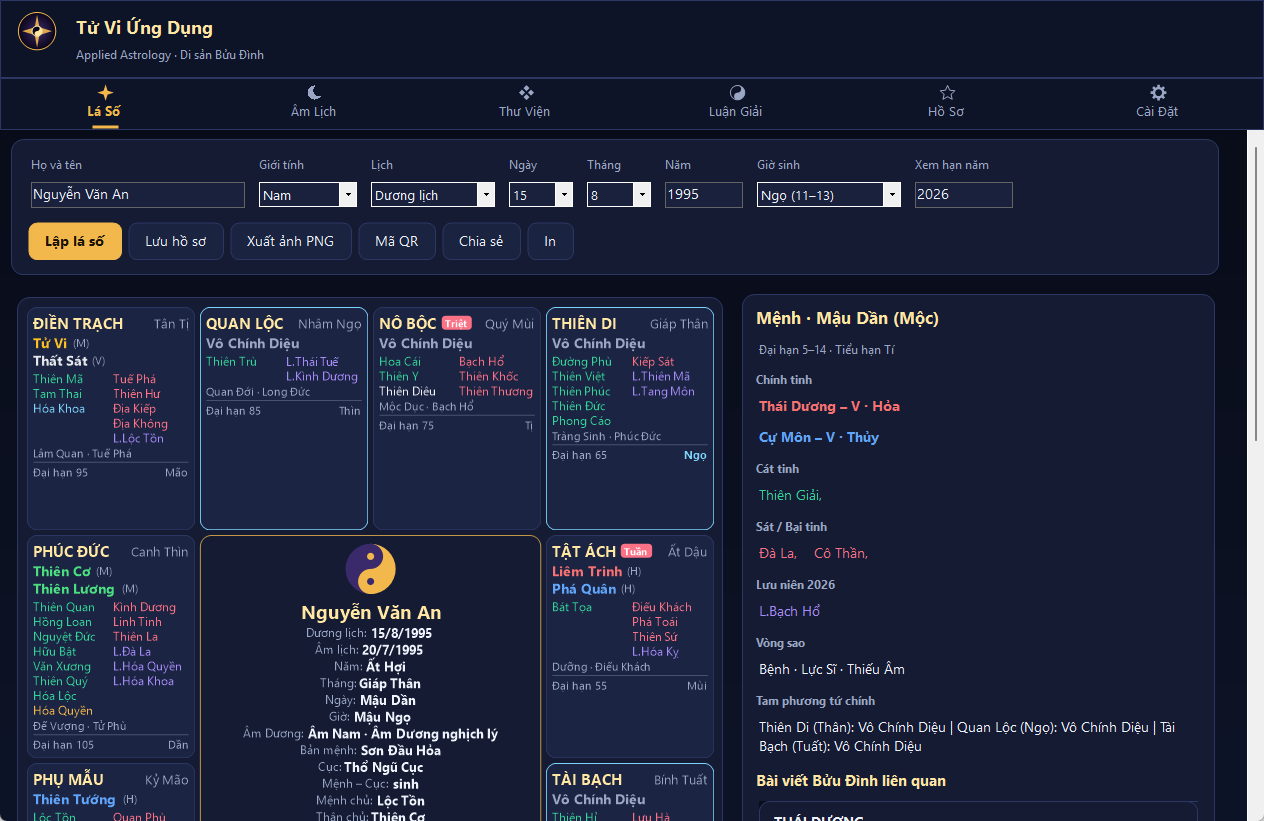 Tử Vi Ứng Dụng
Applied Astrology · Di sản Bửu Đình
Lá Số
Âm Lịch
Thư Viện
Luận Giải
Hồ Sơ
Cài Đặt
Họ và tên
Giới tính
Lịch
Ngày
Tháng
Năm
Giờ sinh
Xem hạn năm
Nguyễn Văn An
Nam
Dương lịch
15
8
1995
Ngọ (11–13)
2026
Lập lá số
Lưu hồ sơ
Xuất ảnh PNG
Mã QR
Chia sẻ
In
ĐIỀN TRẠCH Tân Tị
Tử Vi (M)
Thất Sát (V)
Thiên Mã Tuế Phá
Tam Thai Thiên Hư
Hóa Khoa Địa Kiếp
Địa Không
L.Lộc Tồn
Lâm Quan · Tuế Phá
Đại hạn 95 Mão
QUAN LỘC Nhâm Ngọ
Vô Chính Diệu
Thiên Trù L.Thái Tuế
L.Kình Dương
Quan Đới · Long Đức
Đại hạn 85 Thìn
NÔ BỘC Triệt Quý Mùi
Vô Chính Diệu
Hoa Cái Bạch Hổ
Thiên Y Thiên Khốc
Thiên Diêu Thiên Thương
Mộc Dục · Bạch Hổ
Đại hạn 75 Tị
THIÊN DI Giáp Thân
Vô Chính Diệu
Đường Phù Kiếp Sát
Thiên Việt L.Thiên Mã
Thiên Phúc L.Tang Môn
Thiên Đức
Phong Cáo
Tràng Sinh · Phúc Đức
Đại hạn 65 Ngọ
PHÚC ĐỨC Canh Thìn
Thiên Cơ (M)
Thiên Lương (M)
Thiên Quan Kình Dương
Hồng Loan Linh Tinh
Nguyệt Đức Thiên La
Hữu Bật L.Đà La
Văn Xương L.Hóa Quyền
Thiên Quý L.Hóa Khoa
Hóa Lộc
Hóa Quyền
Đế Vượng · Tử Phù
Đại hạn 105 Dần
Nguyễn Văn An
Dương lịch: 15/8/1995
Âm lịch: 20/7/1995
Năm: Ất Hợi
Tháng: Giáp Thân
Ngày: Mậu Dần
Giờ: Mậu Ngọ
Âm Dương: Âm Nam · Âm Dương nghịch lý
Bản mệnh: Sơn Đầu Hỏa
Cục: Thổ Ngũ Cục
Mệnh – Cục: sinh
Mệnh chủ: Lộc Tồn
Thân chủ: Thiên Cơ
TẬT ÁCH Tuần Ất Dậu
Liêm Trinh (H)
Phá Quân (H)
Bát Tọa Điếu Khách
Phá Toái
Thiên Sứ
L.Hóa Kỵ
Dưỡng · Điếu Khách
Đại hạn 55 Mùi
PHỤ MẪU Kỷ Mão
Thiên Tướng (H)
Lộc Tồn Quan Phù
TÀI BẠCH Bính Tuất
Vô Chính Diệu
Thiên Hỉ Lưu Hà
Mệnh · Mậu Dần (Mộc)
Đại hạn 5–14 · Tiểu hạn Tí
Chính tinh
Thái Dương – V · Hỏa
Cự Môn – V · Thủy
Cát tinh
Thiên Giải,
Sát / Bại tinh
Đà La, Cô Thần,
Lưu niên 2026
L.Bạch Hổ
Vòng sao
Bệnh · Lực Sĩ · Thiếu Âm
Tam phương tứ chính
Thiên Di (Thân): Vô Chính Diệu | Quan Lộc (Ngọ): Vô Chính Diệu | Tài
Bạch (Tuất): Vô Chính Diệu
Bài viết Bửu Đình liên quan
THÁI DƯƠNG